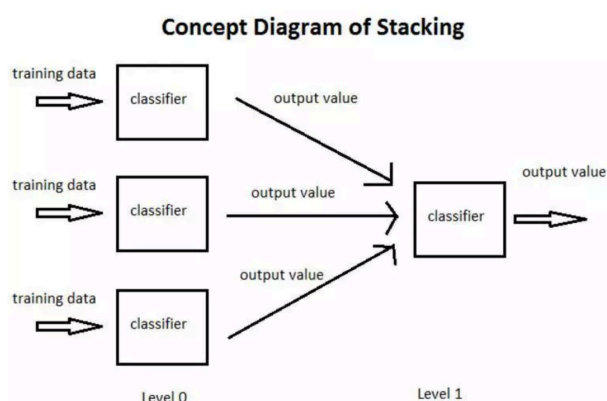 Concept Diagram of Stacking
training data
classifier
output value
training data
classifier
output value
classifier
output value
training data
classifier
output value
Level 0
Level 1